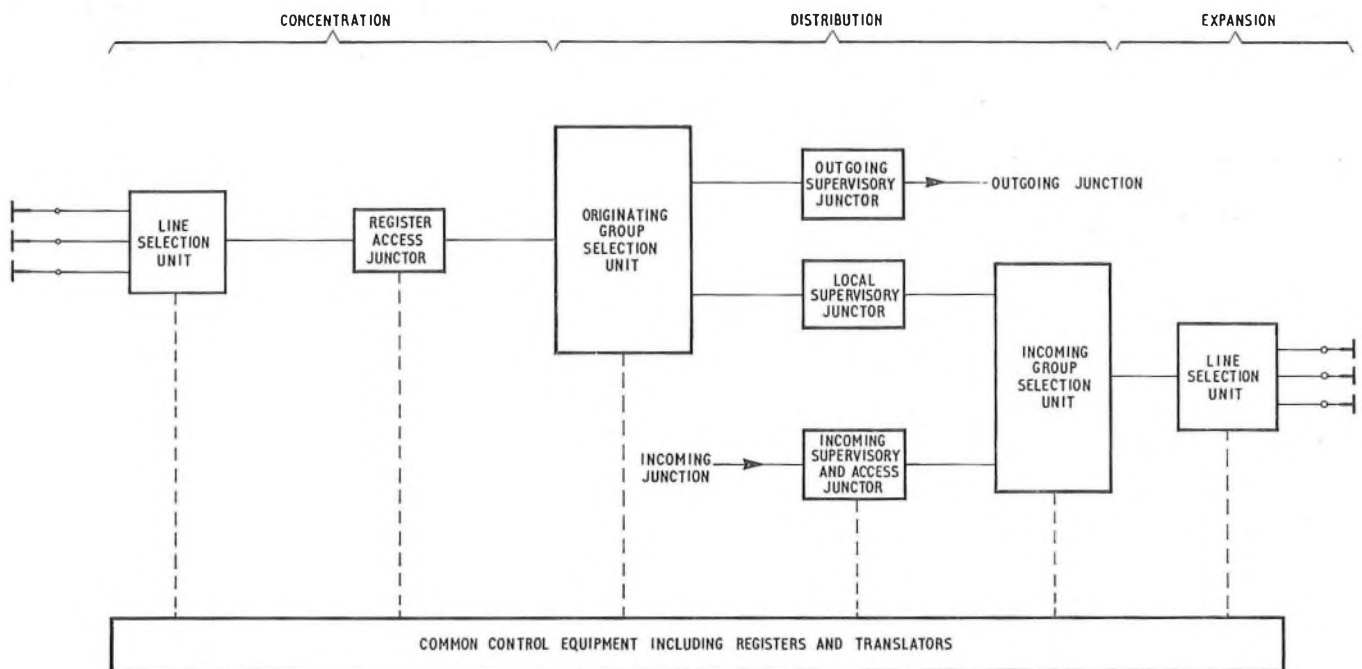 CONCENTRATION
DISTRIBUTION
EXPANSION
LINE
SELECTION
UNIT
REGISTER
ACCESS
JUNCTOR
ORIGINATING
GROUP
SELECTION
UNIT
OUTGOING
SUPERVISORY
JUNCTOR
OUTGOING JUNCTION
LOCAL
SUPERVISORY
JUNCTOR
INCOMING
JUNCTION
INCOMING
SUPERVISORY
AND ACCESS
JUNCTOR
INCOMING
GROUP
SELECTION
UNIT
LINE
SELECTION
UNIT
COMMON CONTROL EQUIPMENT INCLUDING REGISTERS AND TRANSLATORS